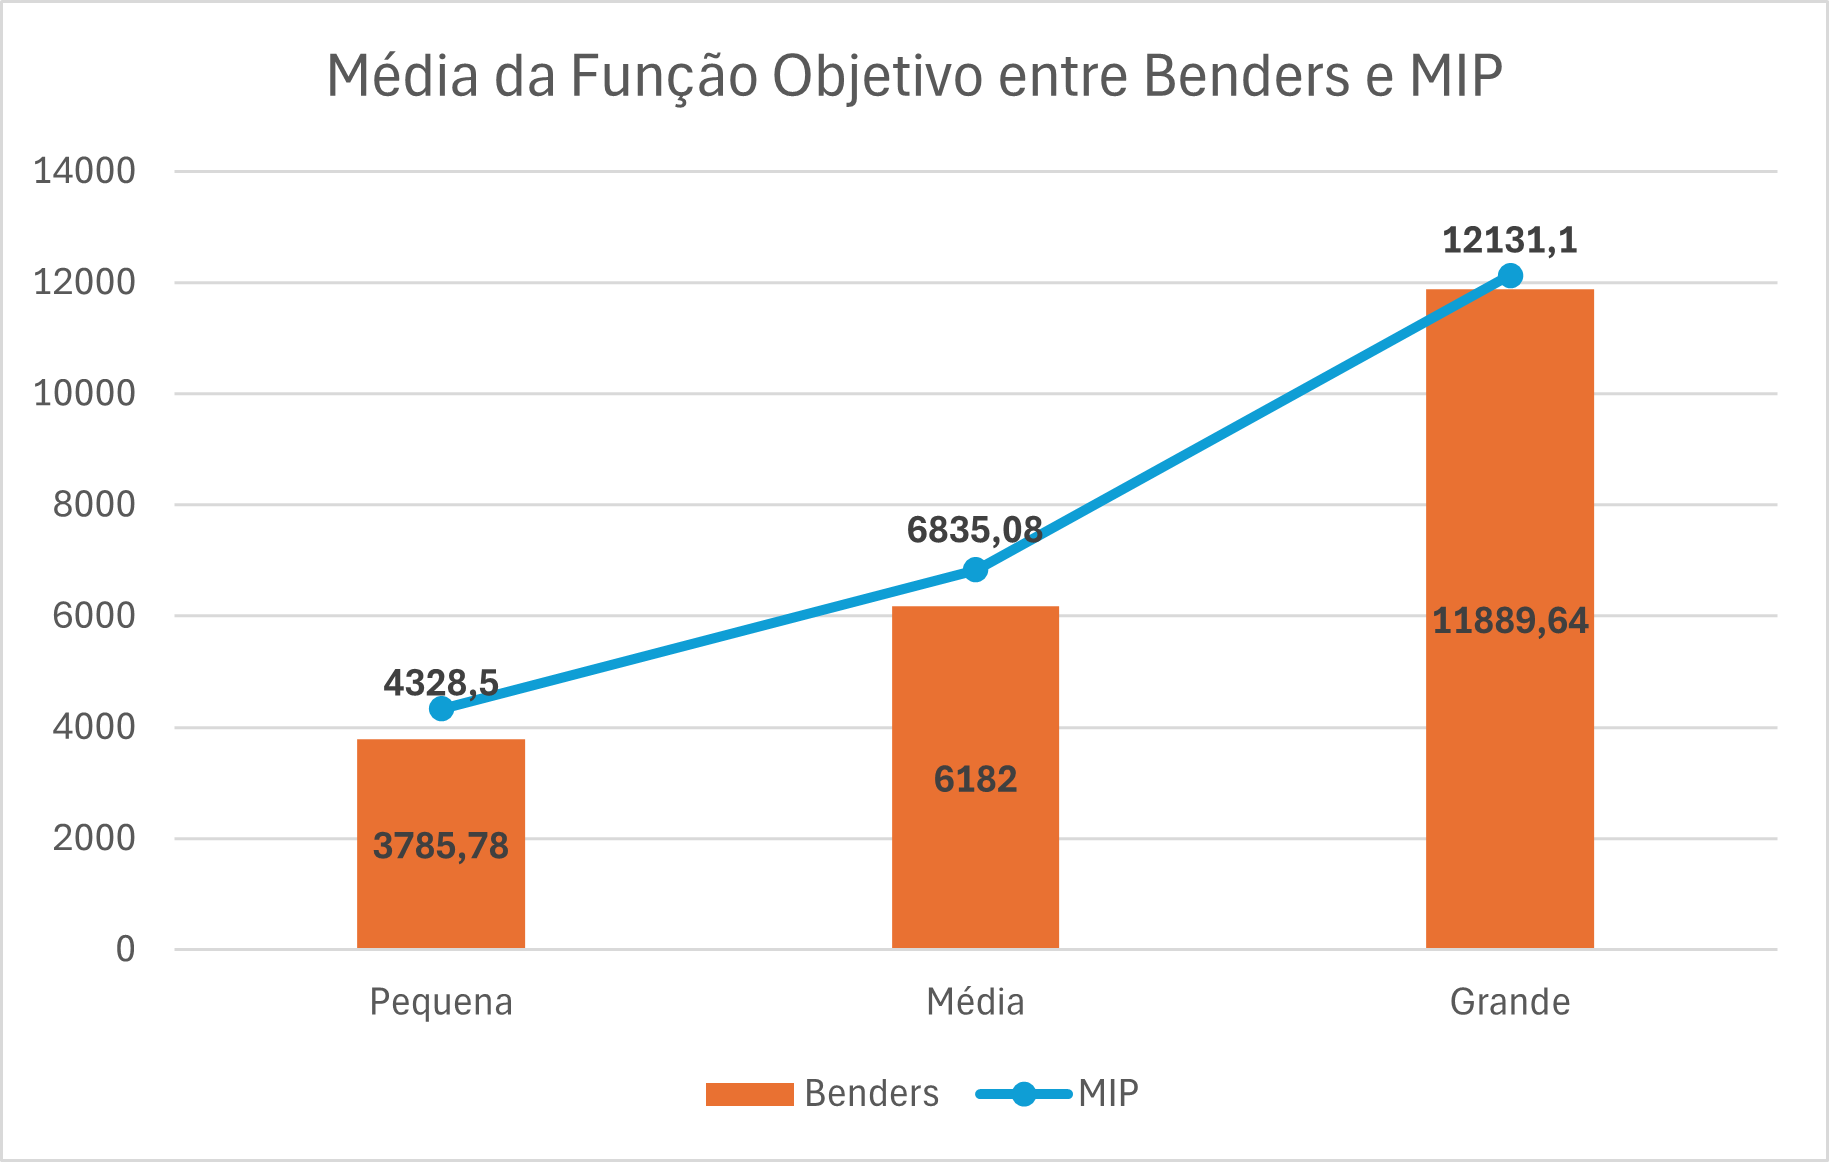 Média da Função Objetivo entre Benders e MIP
14000
12000
10000
8000
6000
4000
2000
0
12131,1
6835,08
4328,5
11889,64
6182
3785,78
Pequena
Média
Grande
Benders
MIP